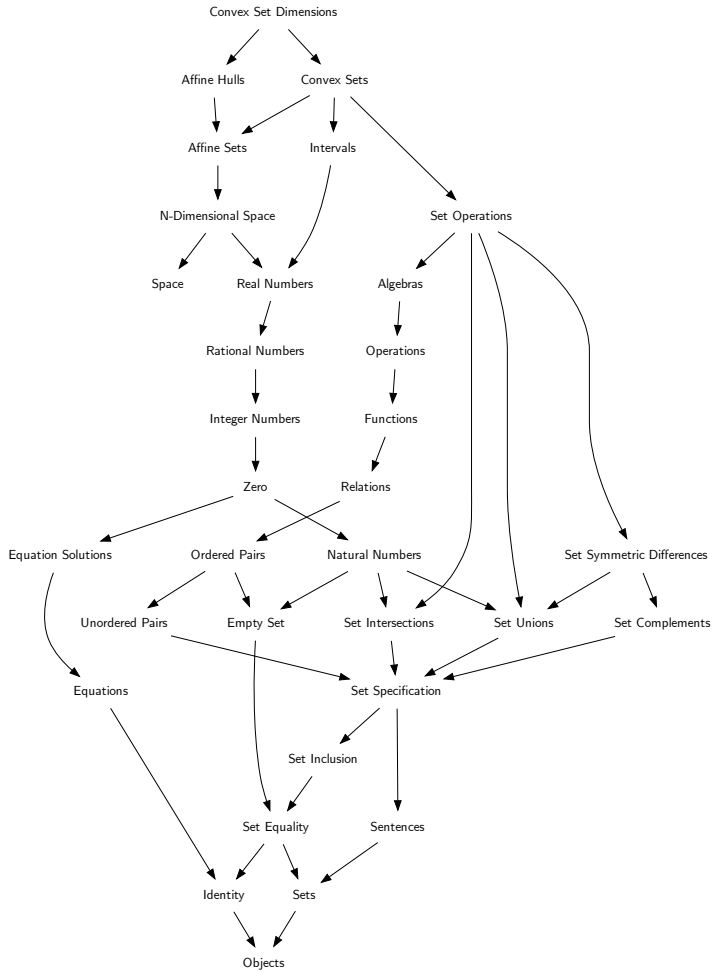 Convex Set Dimensions
Affine Hulls
Convex Sets
Affine Sets
Intervals
N-Dimensional Space
Set Operations
Space
Real Numbers
Algebras
Rational Numbers
Operations
Integer Numbers
Functions
Zero
Relations
Equation Solutions
Ordered Pairs
Natural Numbers
Set Symmetric Differences
Unordered Pairs
Empty Set
Set Intersections
Set Unions
Set Complements
Equations
Set Specification
Set Inclusion
Set Equality
Sentences
Identity
Sets
Objects